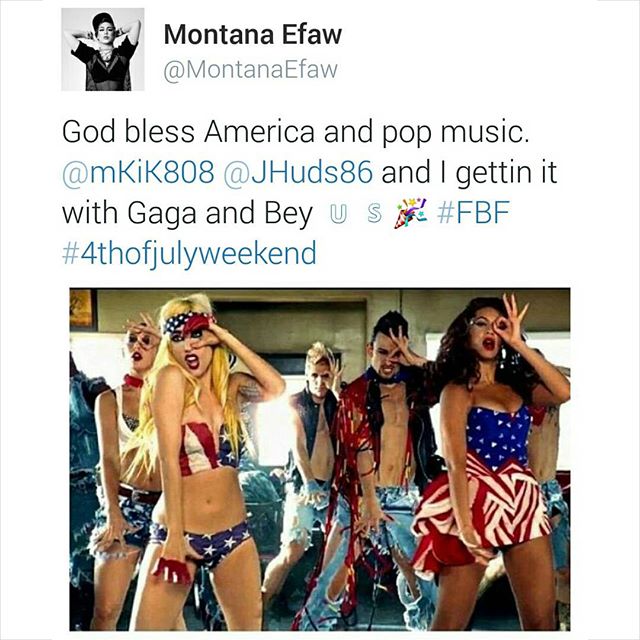 Montana Efaw
@MontanaEfaw
God bless America and pop music.
@mKiK808 @JHuds86 and I gettin it
with Gaga and Bey 🇺 🇸 🎉 #FBF
#4thofjulyweekend